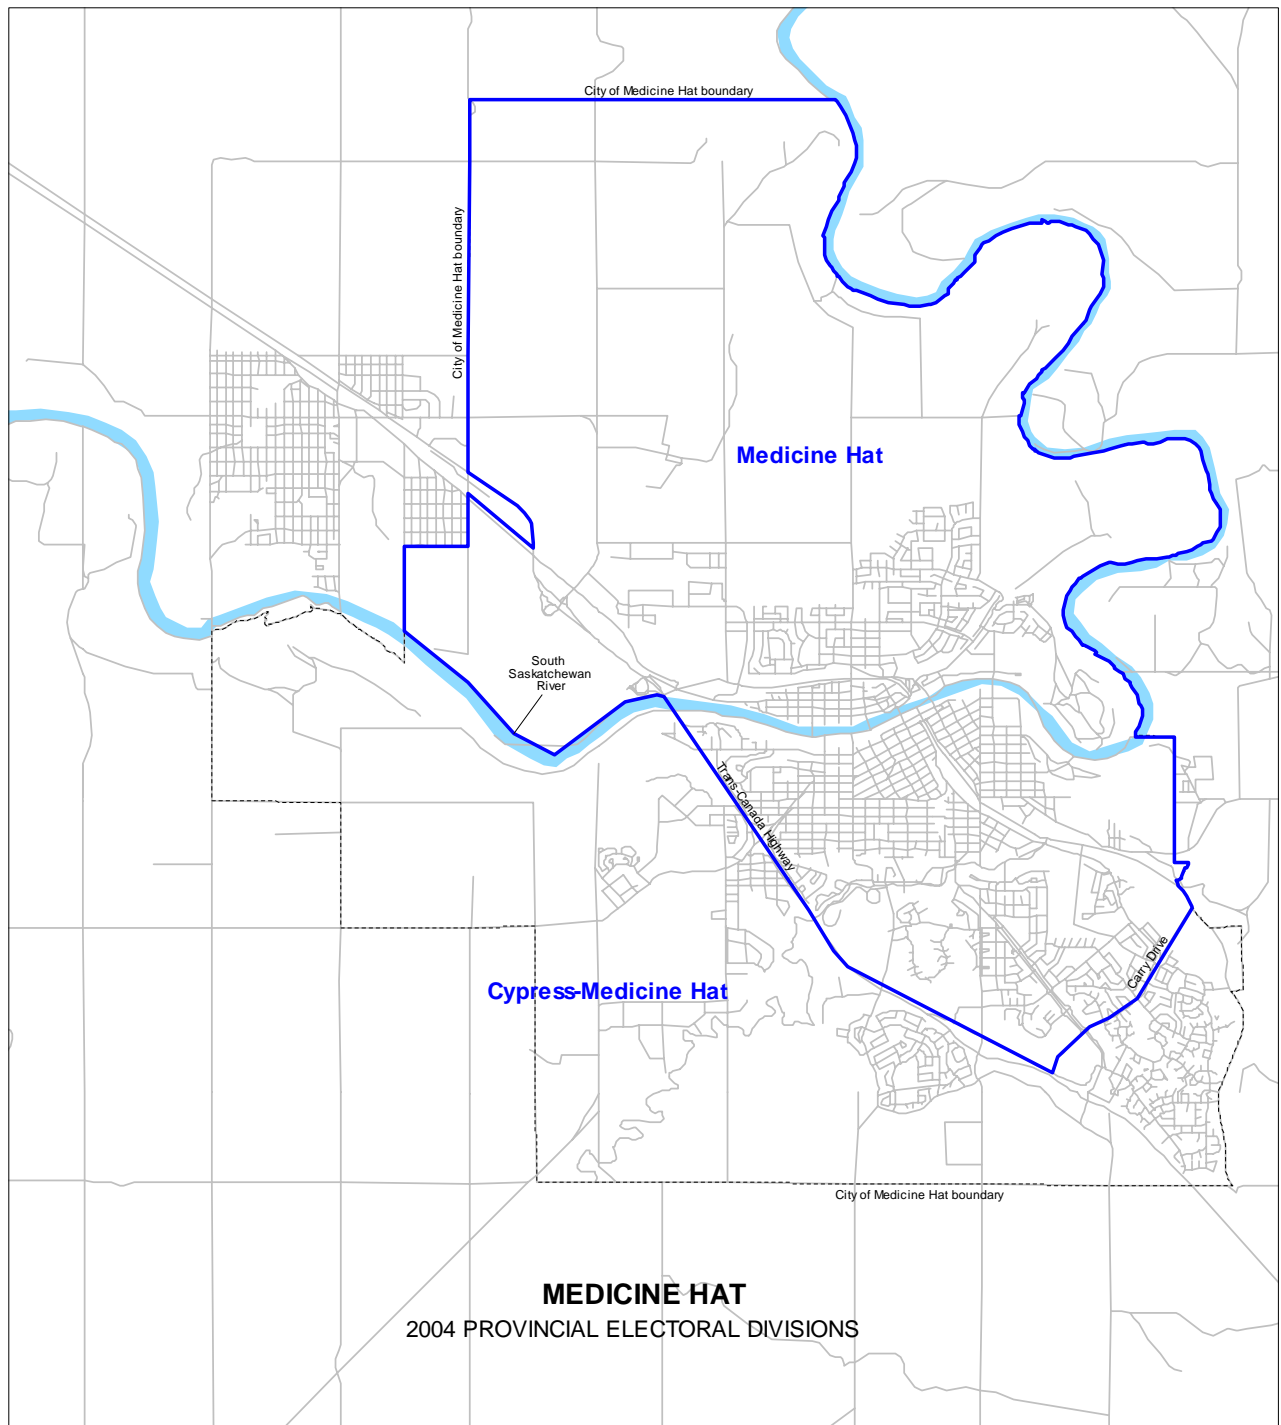 City of Medicine Hat boundary
City of Medicine Hat boundary
Medicine Hat
South
Saskatchewan
River
Trans-Canada Highway
Carry Drive
Cypress-Medicine Hat
City of Medicine Hat boundary
MEDICINE HAT
2004 PROVINCIAL ELECTORAL DIVISIONS